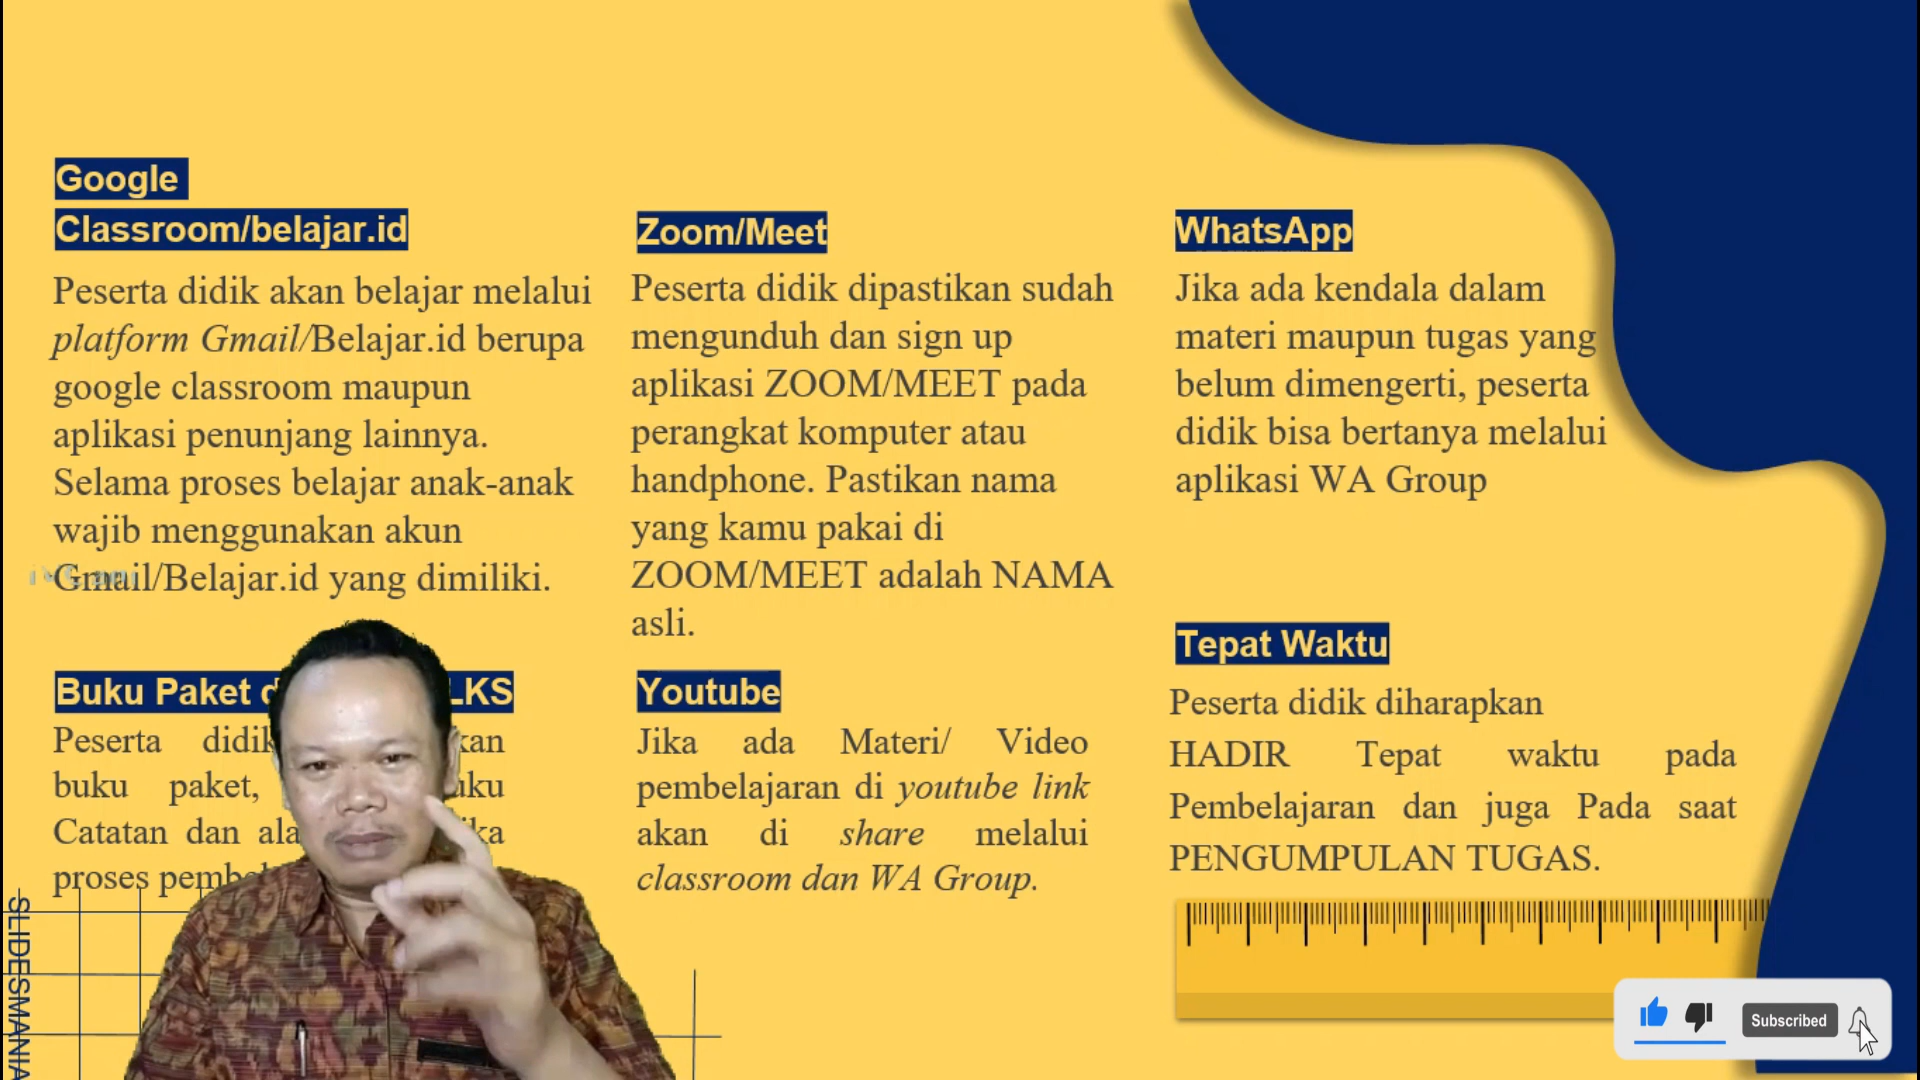 Google
Classroom/belajar.id
Peserta didik akan belajar melalui
platform Gmail/Belajar.id berupa
google classroom maupun
aplikasi penunjang lainnya.
Selama proses belajar anak-anak
wajib menggunakan akun
Gmail/Belajar.id yang dimiliki.
Zoom/Meet
Peserta didik dipastikan sudah
mengunduh dan sign up
aplikasi ZOOM/MEET pada
perangkat komputer atau
handphone. Pastikan nama
yang kamu pakai di
ZOOM/MEET adalah NAMA
asli.
WhatsApp
Jika ada kendala dalam
materi maupun tugas yang
belum dimengerti, peserta
didik bisa bertanya melalui
aplikasi WA Group
Buku Paket LKS
Peserta didik
buku paket,
Catatan dan
proses
Youtube
Jika ada Materi/ Video
pembelajaran di youtube link
akan di share melalui
classroom dan WA Group.
Tepat Waktu
Peserta didik diharapkan
HADIR Tepat waktu pada
Pembelajaran dan juga Pada saat
PENGUMPULAN TUGAS.
SLIDESMANIA
Subscribed